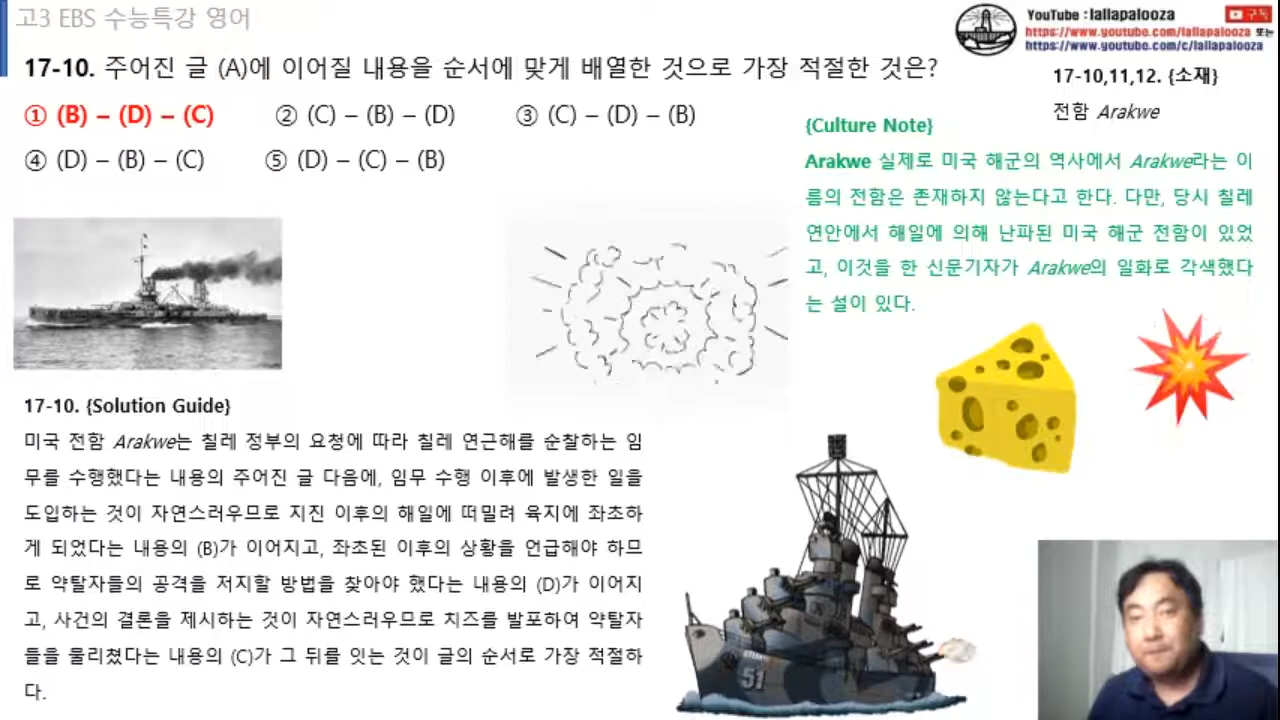 고3 EBS 수능특강 영어
YouTube : lallapalooza
구독
https://www.youtube.com/lallapalooza 또는
https://www.youtube.com/c/lallapalooza
17-10. 주어진 글 (A)에 이어질 내용을 순서에 맞게 배열한 것으로 가장 적절한 것은?
① (B) – (D) – (C) ② (C) – (B) – (D) ③ (C) – (D) – (B)
④ (D) – (B) – (C) ⑤ (D) – (C) – (B)
17-10,11,12. {소재}
전함 Arakwe
{Culture Note}
Arakwe 실제로 미국 해군의 역사에서 Arakwe라는 이
름의 전함은 존재하지 않는다고 한다. 다만, 당시 칠레
연안에서 해일에 의해 난파된 미국 해군 전함이 있었
고, 이것을 한 신문기자가 Arakwe의 일화로 각색했다
는 설이 있다.
17-10. {Solution Guide}
미국 전함 Arakwe는 칠레 정부의 요청에 따라 칠레 연근해를 순찰하는 임
무를 수행했다는 내용의 주어진 글 다음에, 임무 수행 이후에 발생한 일을
도입하는 것이 자연스러우므로 지진 이후의 해일에 떠밀려 육지에 좌초하
게 되었다는 내용의 (B)가 이어지고, 좌초된 이후의 상황을 언급해야 하므
로 약탈자들의 공격을 저지할 방법을 찾아야 했다는 내용의 (D)가 이어지
고, 사건의 결론을 제시하는 것이 자연스러우므로 치즈를 발포하여 약탈자
들을 물리쳤다는 내용의 (C)가 그 뒤를 잇는 것이 글의 순서로 가장 적절하
다.
51